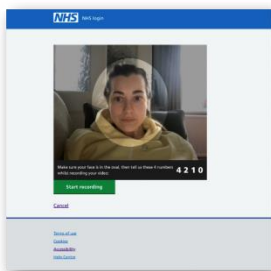 NHS NHS login
Make sure your face is in the oval, then tell us these 4 numbers
whilst recording your video:
4 2 1 0
Start recording
Cancel
Terms of use
Cookies
Accessibility
Help Centre